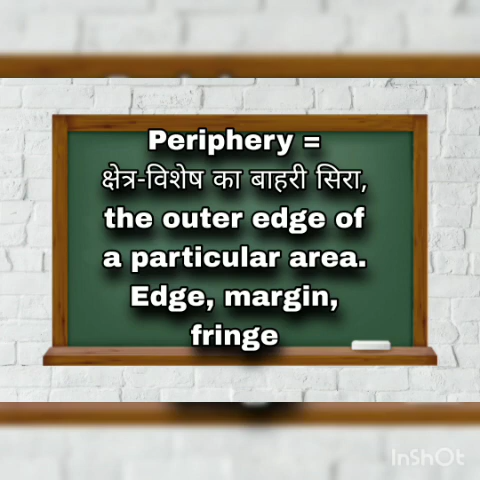 Periphery =
क्षेत्र-विशेष का बाहरी सिरा,
the outer edge of
a particular area.
Edge, margin,
fringe
InShOt